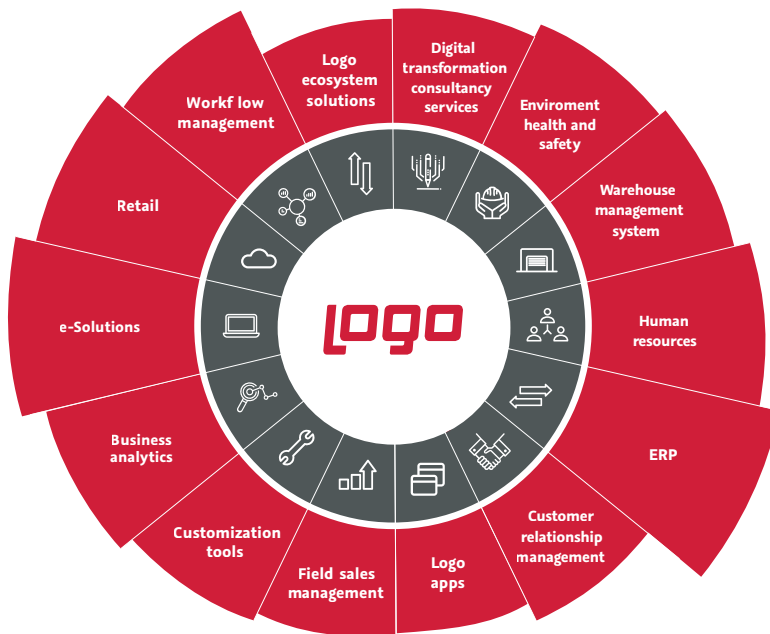 Logo
ecosystem
solutions
Digital
transformation
consultancy
services
Enviroment
health and
safety
Warehouse
management
system
Human
resources
ERP
Customer
relationship
management
Logo
apps
Field sales
management
Customization
tools
Business
analytics
e-Solutions
Retail
Workf low
management
Logo